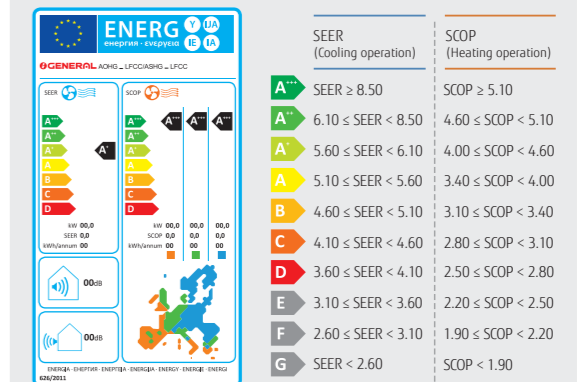 ENERG Y IJA
енергия · ενεργεια IE IA
GENERAL AOHG _ LFCC/ASHG _ LFCC
SEER
SCOP
A+++ A+++
A++ A++
A+ A+
A A
B B
C C
D D
A+
A+++ A+++ A+++
kW 00,0
SEER 0,0
kWh/annum 00
kW 00,0 00,0 00,0
SCOP 0,0 0,0 0,0
kWh/annum 00 00 00
00dB
00dB
ENERGIA · ЕНЕРГИЯ · ΕΝΕΡΓΕΙΑ · ENERGIJA · ENERGY · ENERGIE · ENERGI
626/2011
SEER
(Cooling operation)
SCOP
(Heating operation)
A+++ SEER ≥ 8.50 SCOP ≥ 5.10
A++ 6.10 ≤ SEER < 8.50 4.60 ≤ SCOP < 5.10
A+ 5.60 ≤ SEER < 6.10 4.00 ≤ SCOP < 4.60
A 5.10 ≤ SEER < 5.60 3.40 ≤ SCOP < 4.00
B 4.60 ≤ SEER < 5.10 3.10 ≤ SCOP < 3.40
C 4.10 ≤ SEER < 4.60 2.80 ≤ SCOP < 3.10
D 3.60 ≤ SEER < 4.10 2.50 ≤ SCOP < 2.80
E 3.10 ≤ SEER < 3.60 2.20 ≤ SCOP < 2.50
F 2.60 ≤ SEER < 3.10 1.90 ≤ SCOP < 2.20
G SEER < 2.60 SCOP < 1.90